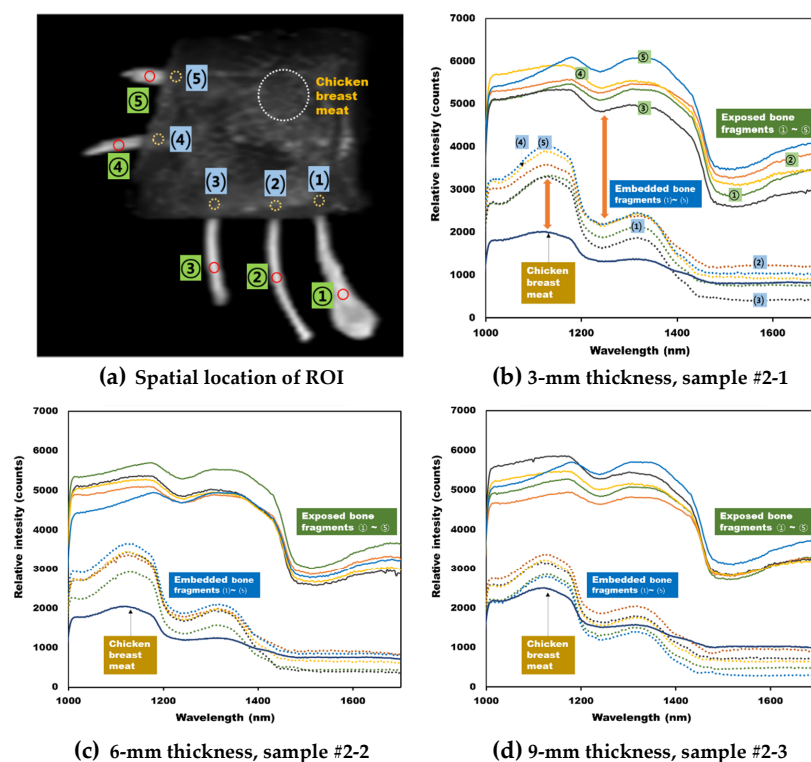 (5)
⑤
Chicken
breast
meat
(4)
④
(3)
(2)
(1)
③
②
①
(a) Spatial location of ROI
Relative intesity (counts)
7000
6000
5000
4000
3000
2000
1000
0
④
⑤
③
Exposed bone
fragments ① ~ ⑤
②
①
(4)
(5)
Embedded bone
fragments (1)~ (5)
(1)
(2)
(3)
Chicken
breast
meat
1000
1200
1400
1600
Wavelength (nm)
(b) 3-mm thickness, sample #2-1
Relative intesity (counts)
7000
6000
5000
4000
3000
2000
1000
0
Exposed bone
fragments ① ~ ⑤
Embedded bone
fragments (1)~ (5)
Chicken
breast
meat
1000
1200
1400
1600
Wavelength (nm)
(c) 6-mm thickness, sample #2-2
Relative intesity (counts)
7000
6000
5000
4000
3000
2000
1000
0
Exposed bone
fragments ① ~ ⑤
Embedded bone
fragments (1)~ (5)
Chicken
breast
meat
1000
1200
1400
1600
Wavelength (nm)
(d) 9-mm thickness, sample #2-3